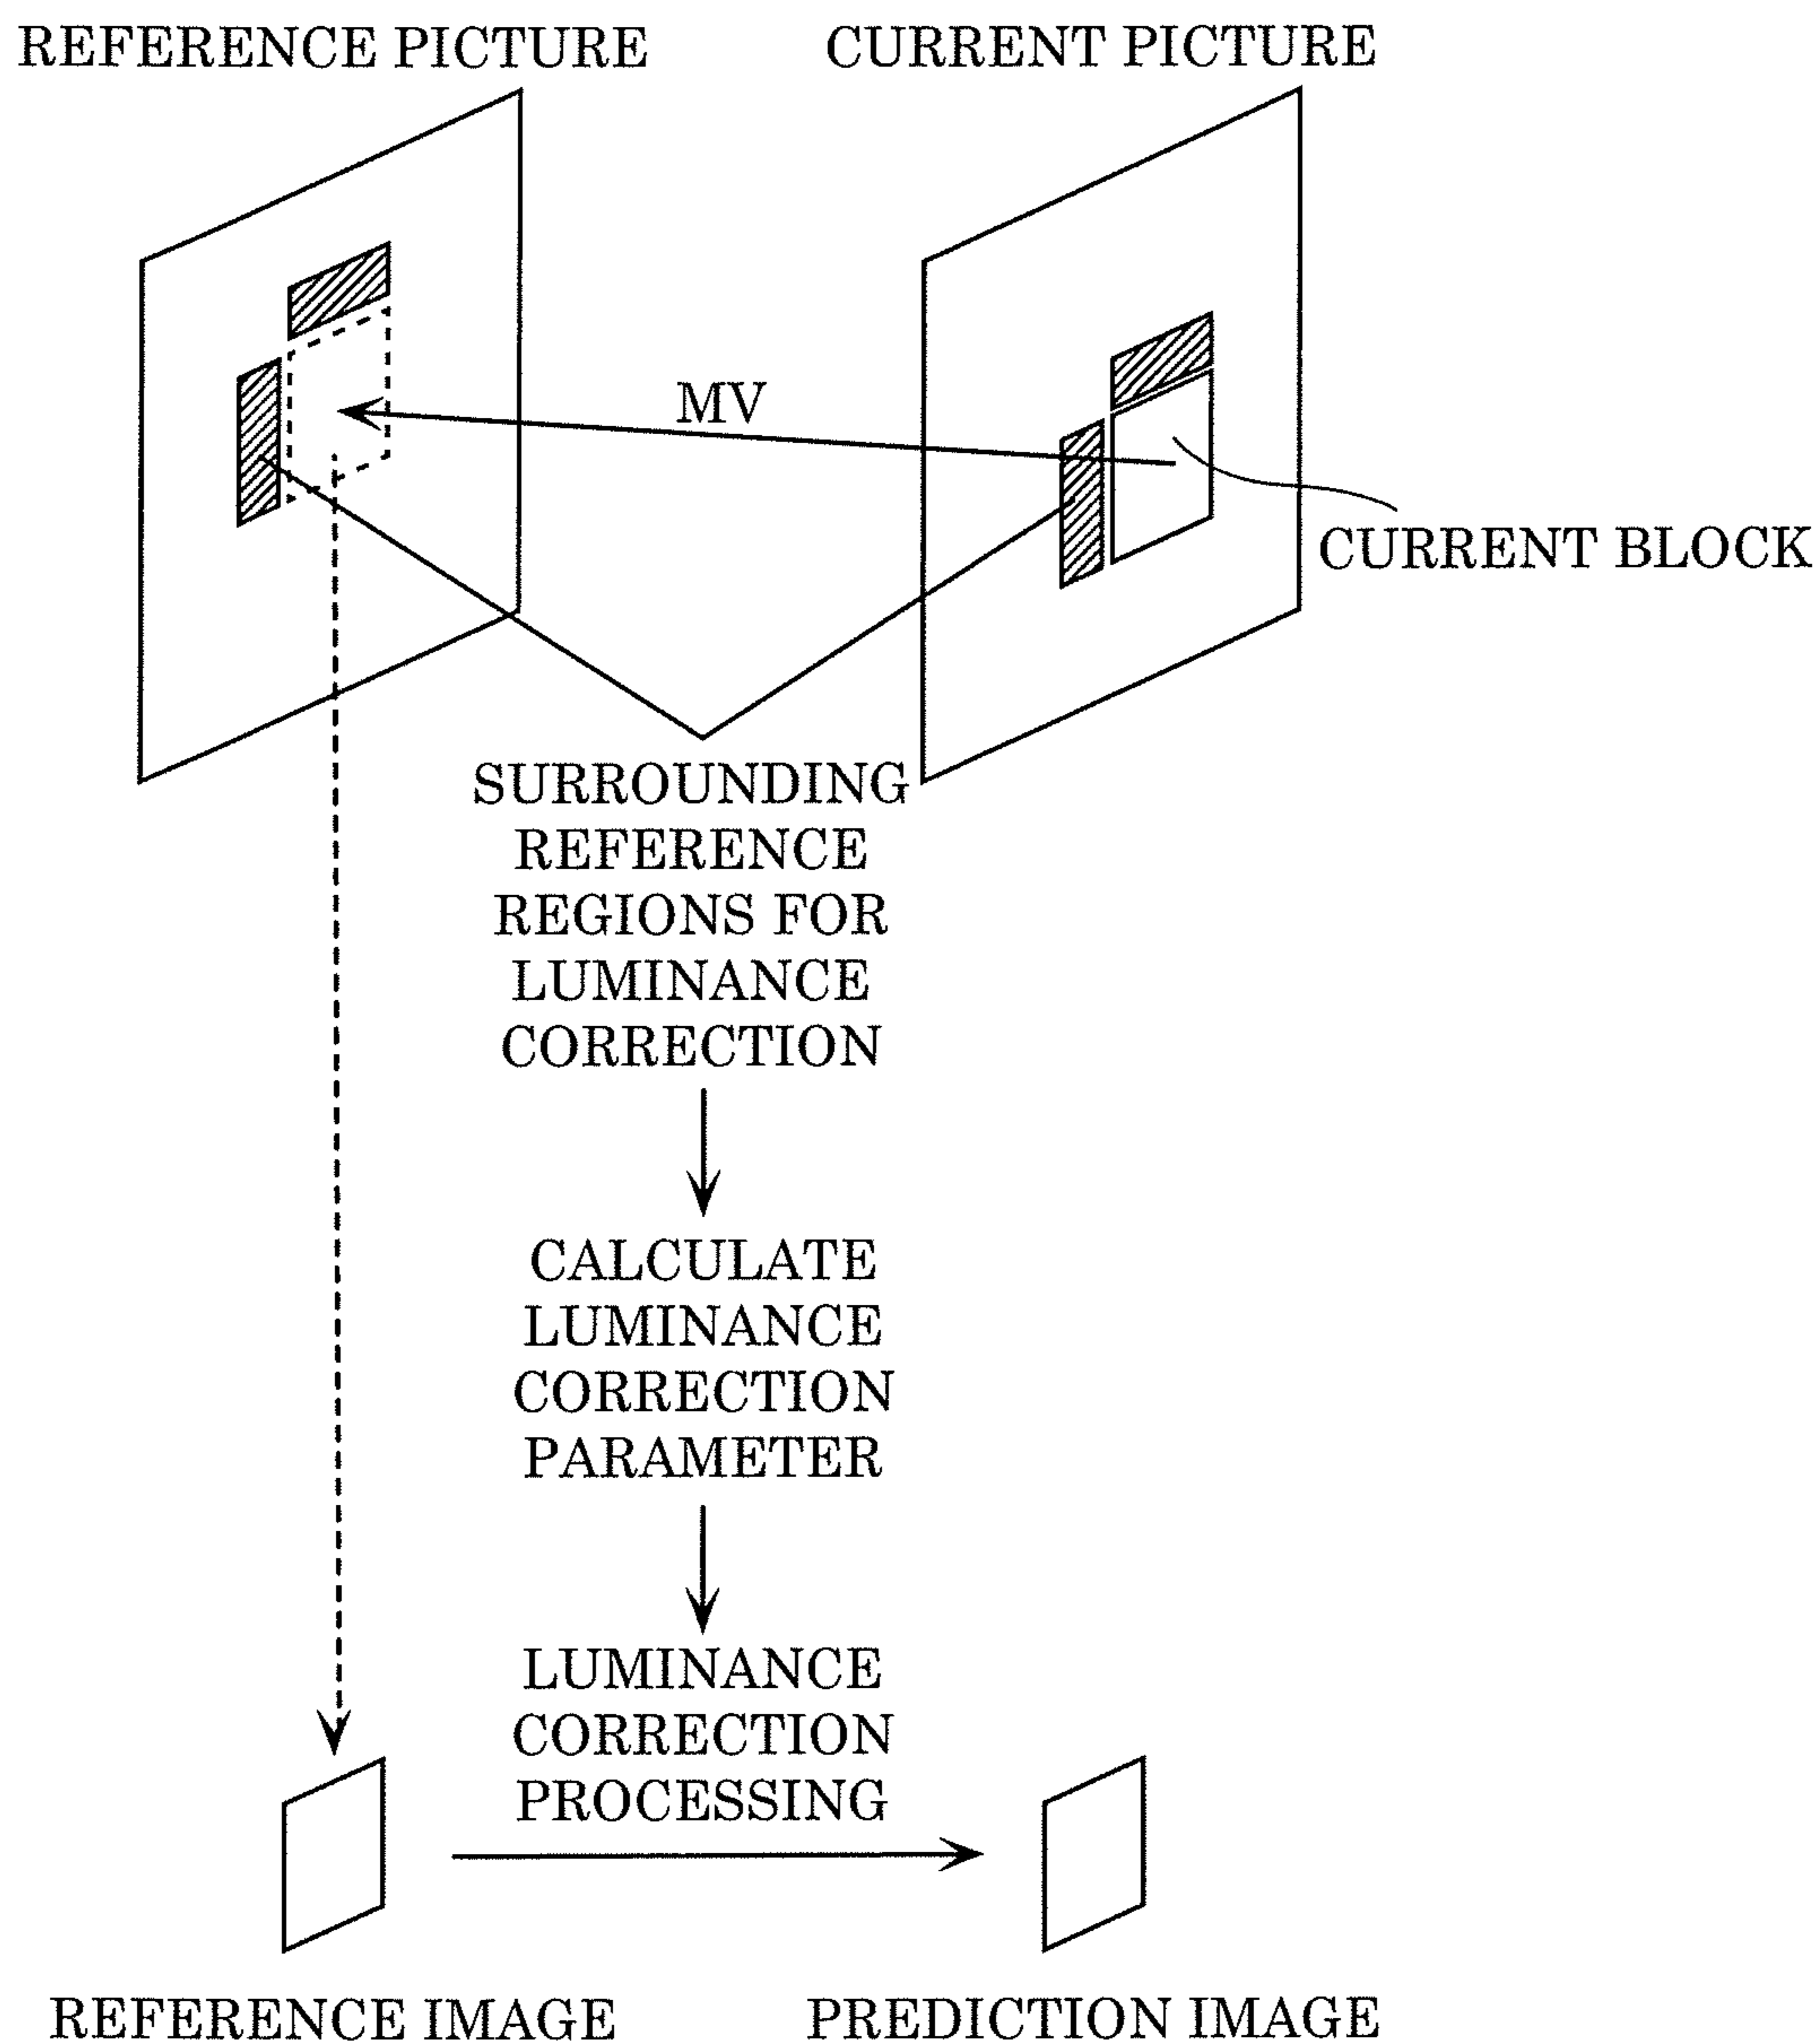 REFERENCE PICTURE
CURRENT PICTURE
MV
CURRENT BLOCK
SURROUNDING
REFERENCE
REGIONS FOR
LUMINANCE
CORRECTION
CALCULATE
LUMINANCE
CORRECTION
PARAMETER
LUMINANCE
CORRECTION
PROCESSING
REFERENCE IMAGE
PREDICTION IMAGE